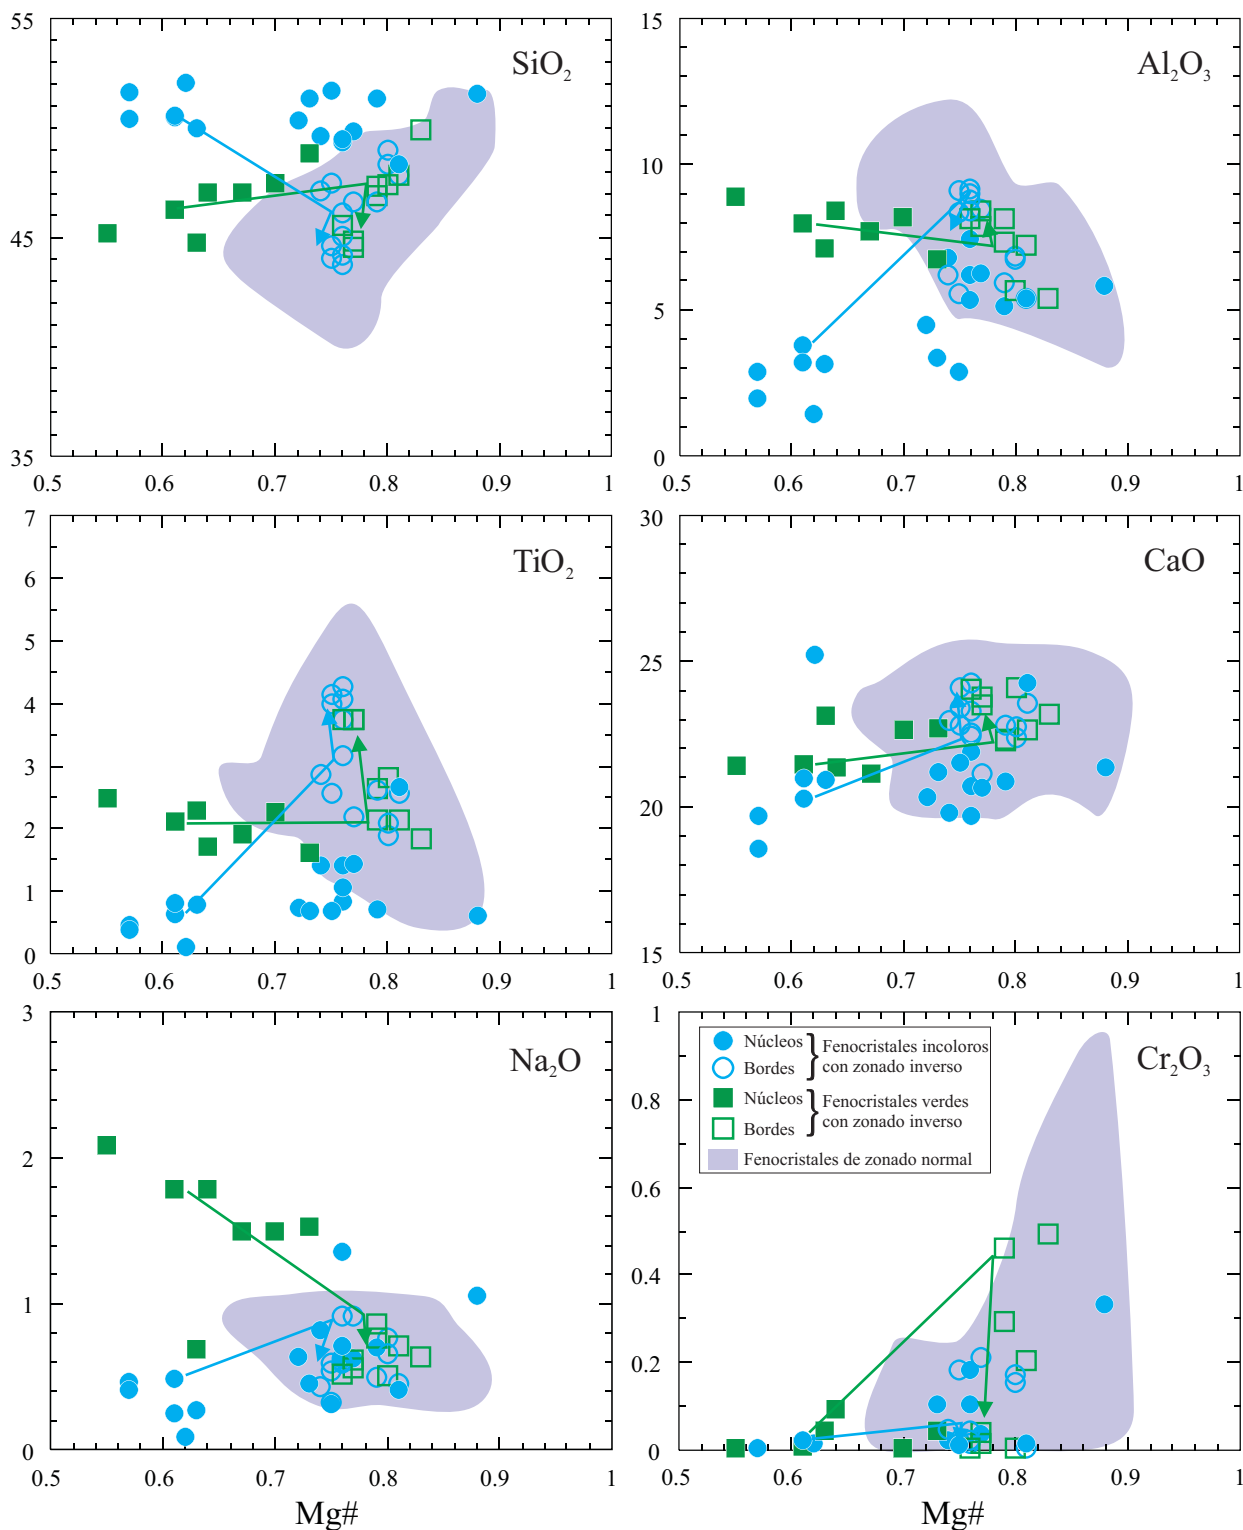 55
45
35
SiO₂
0.5 0.6 0.7 0.8 0.9 1
15
10
5
0
Al₂O₃
0.5 0.6 0.7 0.8 0.9 1
7
6
5
4
3
2
1
0
TiO₂
0.5 0.6 0.7 0.8 0.9 1
30
25
20
15
CaO
0.5 0.6 0.7 0.8 0.9 1
3
2
1
0
Na₂O
0.5 0.6 0.7 0.8 0.9 1
Mg#
1
0.8
0.6
0.4
0.2
0
Cr₂O₃
Núcleos
Bordes
} Fenocristales incoloros
con zonado inverso
Núcleos
Bordes
} Fenocristales verdes
con zonado inverso
Fenocristales de zonado normal
0.5 0.6 0.7 0.8 0.9 1
Mg#